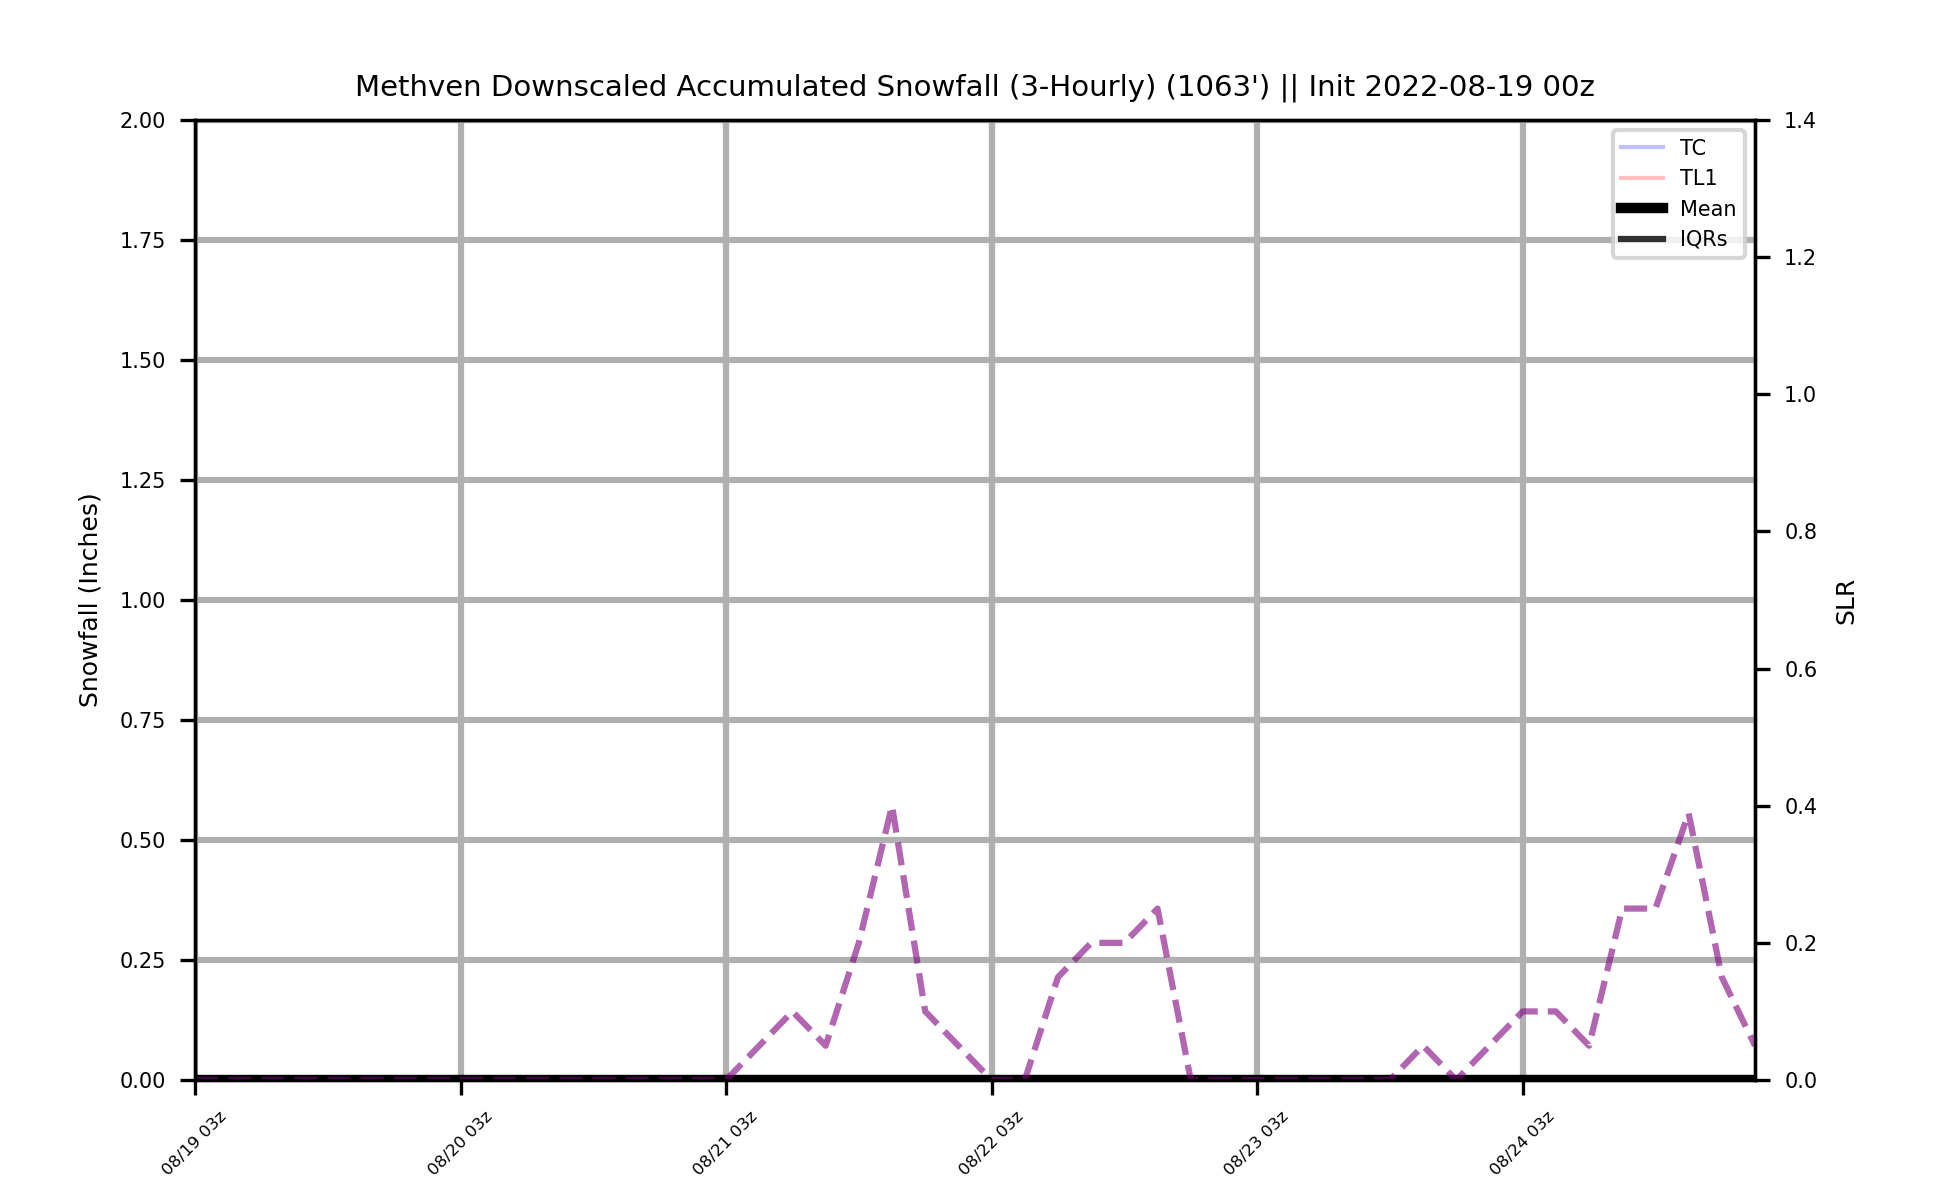 Methven Downscaled Accumulated Snowfall (3-Hourly) (1063') || Init 2022-08-19 00z
2.00
1.75
1.50
1.25
1.00
0.75
0.50
0.25
0.00
Snowfall (Inches)
TC
TL1
Mean
IQRs
1.4
1.2
1.0
0.8
0.6
0.4
0.2
0.0
SLR
08/19 03z
08/20 03z
08/21 03z
08/22 03z
08/23 03z
08/24 03z